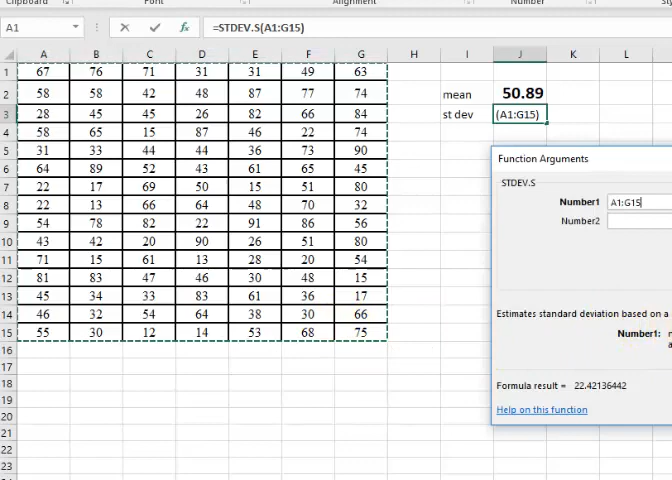 Clipboard Font Alignment Number
A1 =STDEV.S(A1:G15)
A B C D E F G H I J K L M
1 67 76 71 31 31 49 63
2 58 58 42 48 87 77 74 mean 50.89
3 28 45 45 26 82 66 84 st dev (A1:G15)
4 58 65 15 87 46 22 74
5 31 33 44 44 36 73 90
6 64 89 52 43 61 65 45
7 22 17 69 50 15 51 80
8 22 13 66 64 48 70 32
9 54 78 82 22 91 86 56
10 43 42 20 90 26 51 80
11 71 15 61 13 28 20 54
12 81 83 47 46 30 48 15
13 45 34 33 83 61 36 17
14 46 32 54 64 38 30 66
15 55 30 12 14 53 68 75
16
17
18
19
20
21
22
23
Function Arguments
STDEV.S
Number1 A1:G15
Number2
Estimates standard deviation based on a
Number1:
Formula result = 22.42136442
Help on this function